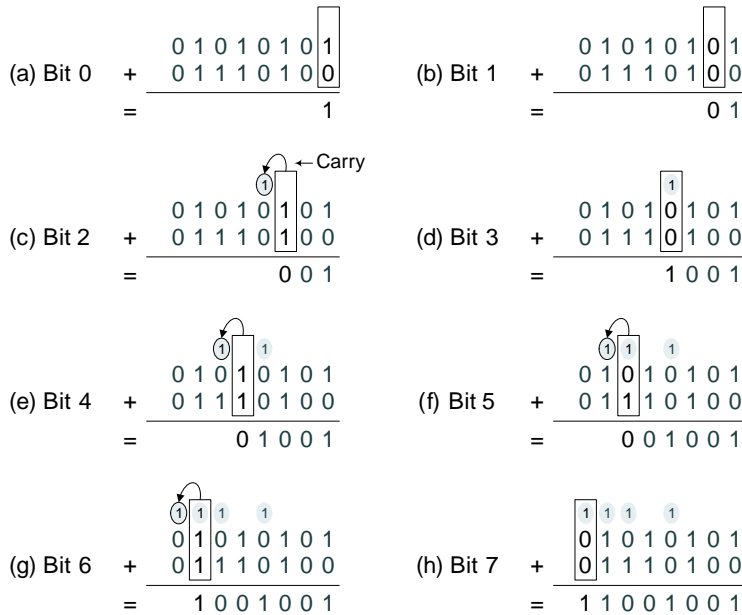 0 1 0 1 0 1 0 1
(a) Bit 0 + 0 1 1 1 0 1 0 0
= 1
0 1 0 1 0 1 0 1
(b) Bit 1 + 0 1 1 1 0 1 0 0
= 0 1
Carry
1
0 1 0 1 0 1 0 1
(c) Bit 2 + 0 1 1 1 0 1 0 0
= 0 0 1
1
0 1 0 1 0 1 0 1
(d) Bit 3 + 0 1 1 1 0 1 0 0
= 1 0 0 1
1 1
0 1 0 1 0 1 0 1
(e) Bit 4 + 0 1 1 1 0 1 0 0
= 0 1 0 0 1
1 1 1
0 1 0 1 0 1 0 1
(f) Bit 5 + 0 1 1 1 0 1 0 0
= 0 0 1 0 0 1
1 1 1 1
0 1 0 1 0 1 0 1
(g) Bit 6 + 0 1 1 1 0 1 0 0
= 1 0 0 1 0 0 1
1 1 1 1
0 1 0 1 0 1 0 1
(h) Bit 7 + 0 1 1 1 0 1 0 0
= 1 1 0 0 1 0 0 1